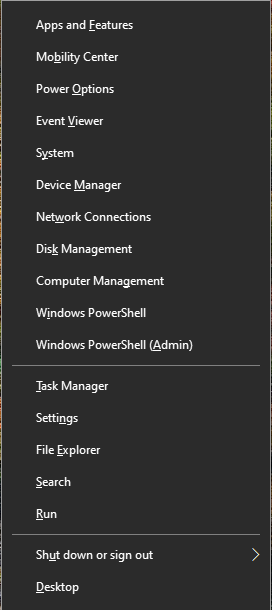 Apps and Features
Mobility Center
Power Options
Event Viewer
System
Device Manager
Network Connections
Disk Management
Computer Management
Windows PowerShell
Windows PowerShell (Admin)
Task Manager
Settings
File Explorer
Search
Run
Shut down or sign out
Desktop